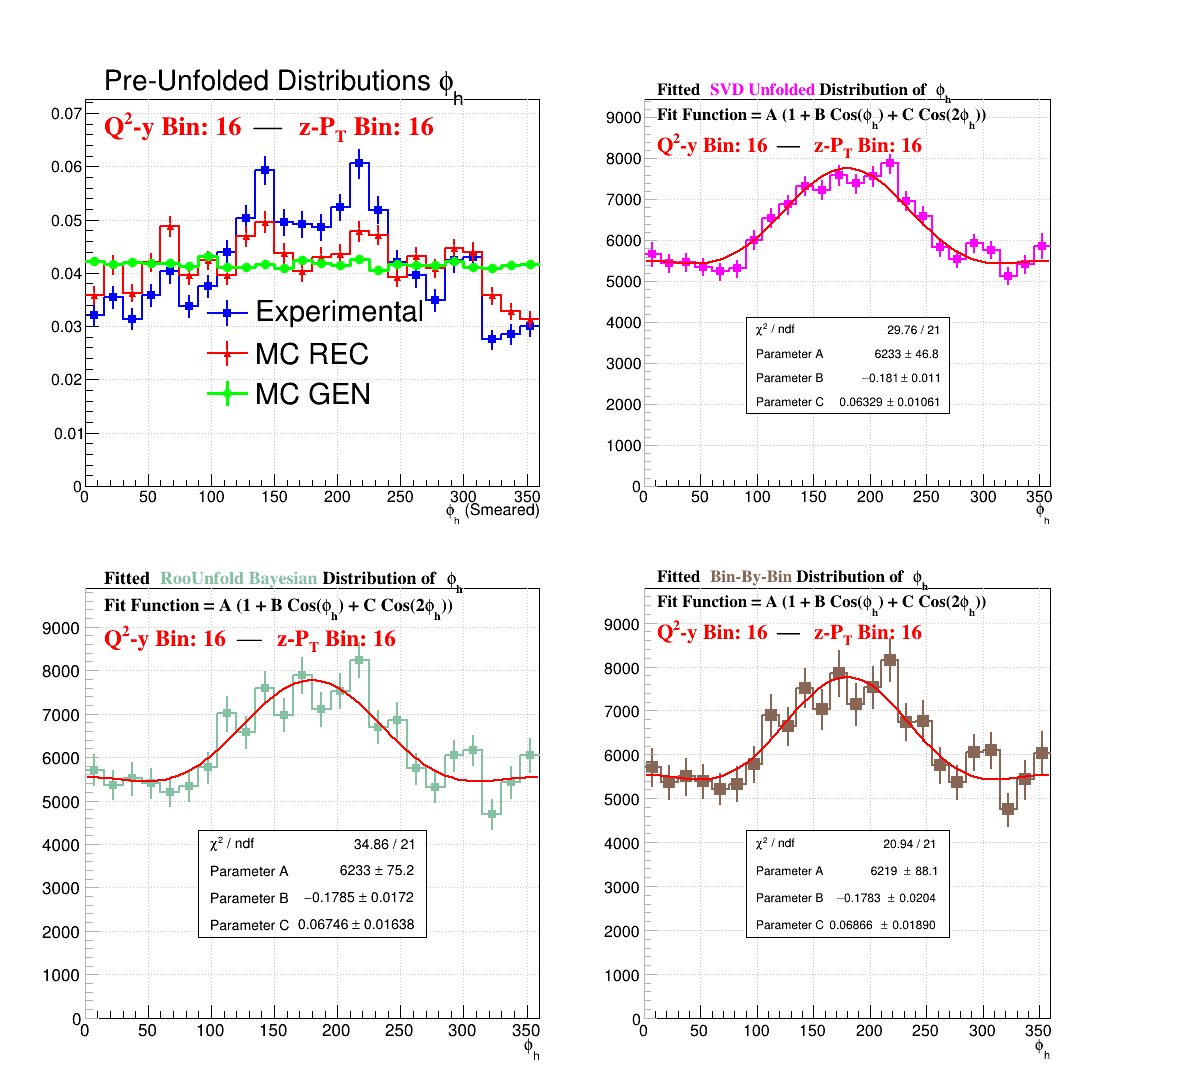 Pre-Unfolded Distributions ϕh
Q2-y Bin: 16 — z-PT Bin: 16
0.07
0.06
0.05
0.04
0.03
0.02
0.01
0
Experimental
MC REC
MC GEN
0 50 100 150 200 250 300 350
ϕh (Smeared)
Fitted SVD Unfolded Distribution of ϕh
Fit Function = A (1 + B Cos(ϕh) + C Cos(2ϕh))
Q2-y Bin: 16 — z-PT Bin: 16
9000
8000
7000
6000
5000
4000
3000
2000
1000
0
χ2 / ndf 29.76 / 21
Parameter A 6233 ± 46.8
Parameter B −0.181 ± 0.011
Parameter C 0.06329 ± 0.01061
0 50 100 150 200 250 300 350
ϕh
Fitted RooUnfold Bayesian Distribution of ϕh
Fit Function = A (1 + B Cos(ϕh) + C Cos(2ϕh))
Q2-y Bin: 16 — z-PT Bin: 16
9000
8000
7000
6000
5000
4000
3000
2000
1000
0
χ2 / ndf 34.86 / 21
Parameter A 6233 ± 75.2
Parameter B −0.1785 ± 0.0172
Parameter C 0.06746 ± 0.01638
0 50 100 150 200 250 300 350
ϕh
Fitted Bin-By-Bin Distribution of ϕh
Fit Function = A (1 + B Cos(ϕh) + C Cos(2ϕh))
Q2-y Bin: 16 — z-PT Bin: 16
9000
8000
7000
6000
5000
4000
3000
2000
1000
0
χ2 / ndf 20.94 / 21
Parameter A 6219 ± 88.1
Parameter B −0.1783 ± 0.0204
Parameter C 0.06866 ± 0.01890
0 50 100 150 200 250 300 350
ϕh